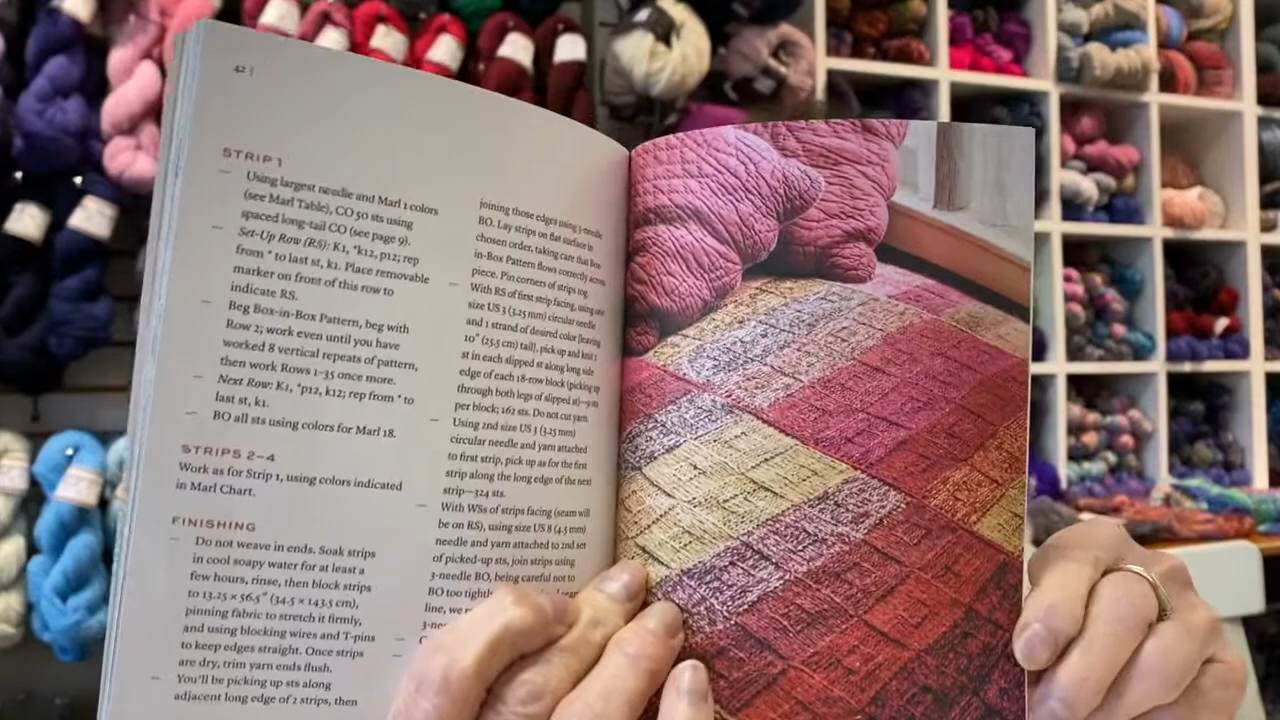 42 |
STRIP 1
— Using largest needle and Marl 1 colors
(see Marl Table), CO 50 sts using
spaced long-tail CO (see page 9).
— Set-Up Row (RS): K1, *k12, p12; rep
from * to last st, k1. Place removable
marker on front of this row to
indicate RS.
— Beg Box-in-Box Pattern, beg with
Row 2; work even until you have
worked 8 vertical repeats of pattern,
then work Rows 1–35 once more.
— Next Row: K1, *p12, k12; rep from * to
last st, k1.
— BO all sts using colors for Marl 18.
STRIPS 2–4
Work as for Strip 1, using colors indicated
in Marl Chart.
FINISHING
— Do not weave in ends. Soak strips
in cool soapy water for at least a
few hours, rinse, then block strips
to 13.25 × 56.5" (34.5 × 143.5 cm),
pinning fabric to stretch it firmly,
and using blocking wires and T-pins
to keep edges straight. Once strips
are dry, trim yarn ends flush.
— You'll be picking up sts along
adjacent long edge of 2 strips, then
joining those edges using 3-needle
BO. Lay strips on flat surface in
chosen order, taking care that Box-
in-Box Pattern flows correctly across
piece. Pin corners of strips tog.
— With RS of first strip facing, using one
size US 3 (3.25 mm) circular needle
and 1 strand of desired color [leaving
10" (25.5 cm) tail], pick up and knit 1
st in each slipped st along long side
edge of each 18-row block (picking up
through both legs of slipped st)—9 sts
per block; 162 sts. Do not cut yarn.
— Using 2nd size US 3 (3.25 mm)
circular needle and yarn attached
to first strip, pick up as for the first
strip along the long edge of the next
strip—324 sts.
— With WSs of strips facing (seam will
be on RS), using size US 8 (4.5 mm)
needle and yarn attached to 2nd set
of picked-up sts, join strips using
3-needle BO, being careful not to
BO too tightly
line, we